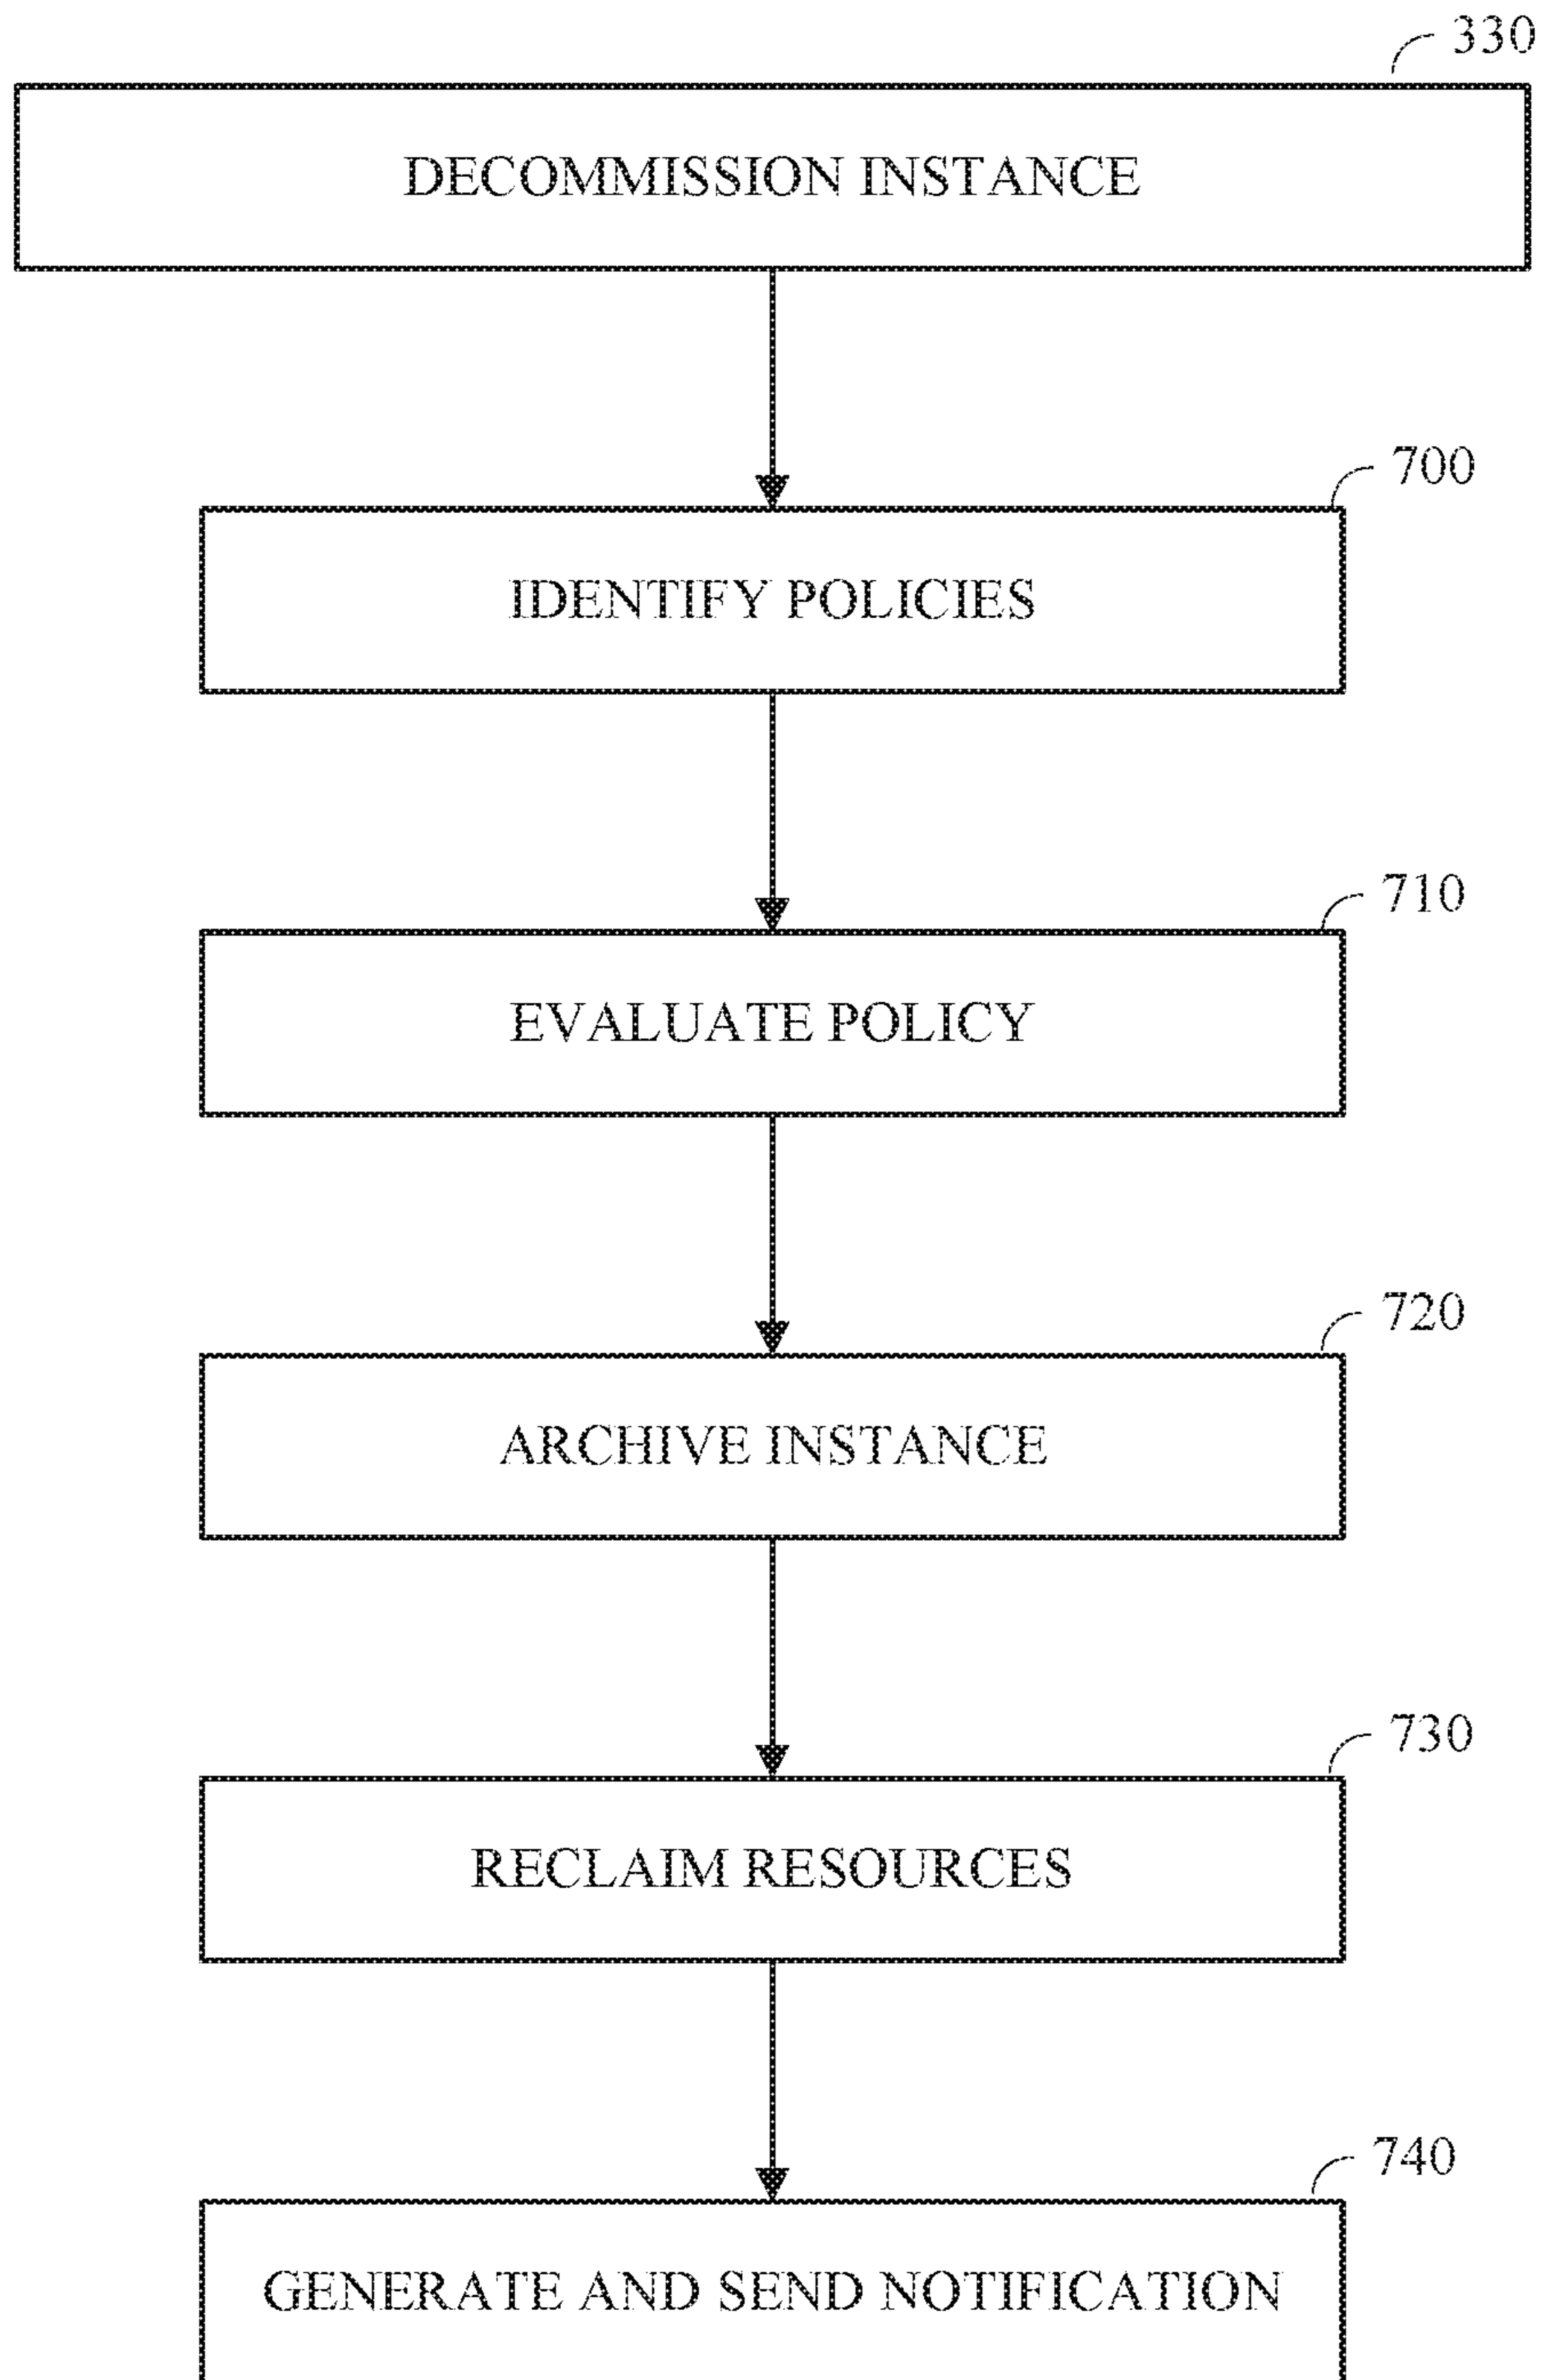 330
DECOMMISSION INSTANCE
700
IDENTIFY POLICIES
710
EVALUATE POLICY
720
ARCHIVE INSTANCE
730
RECLAIM RESOURCES
740
GENERATE AND SEND NOTIFICATION